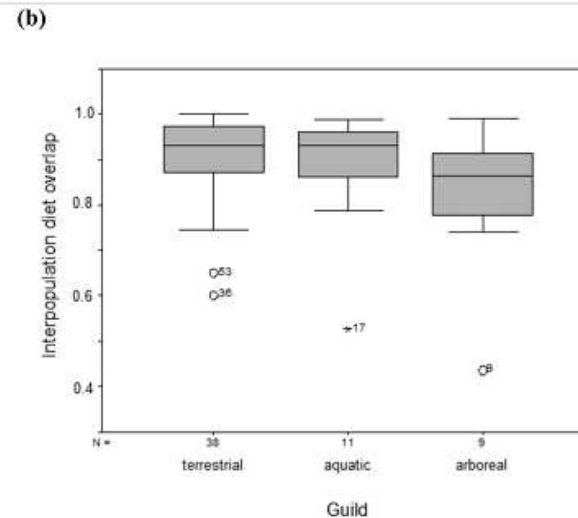 (b)
Interpopulation diet overlap
1.0
0.8
0.6
0.4
53
36
17
8
N = 38 11 9
terrestrial aquatic arboreal
Guild